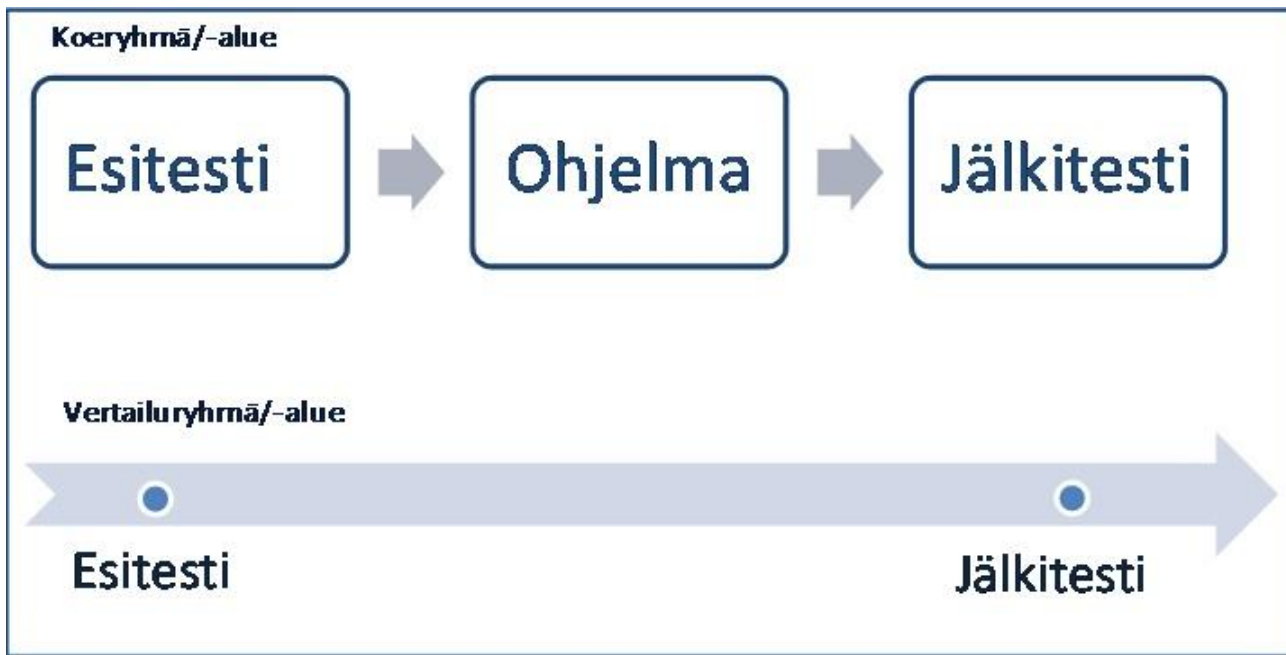 Koeryhmä/-alue
Esitesti
Ohjelma
Jälkitesti
Vertailuryhmä/-alue
Esitesti
Jälkitesti